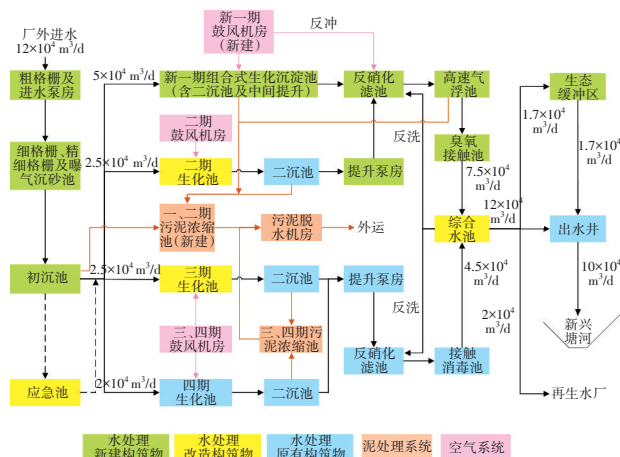 厂外进水
12×10⁴ m³/d
粗格栅及
进水泵房
细格栅、精
细格栅及曝
气沉砂池
初沉池
应急池
5×10⁴ m³/d
2.5×10⁴ m³/d
2.5×10⁴ m³/d
2×10⁴ m³/d
新一期
鼓风机房
(新建)
反冲
新一期组合式生化沉淀池
(含二沉池及中间提升)
反硝化
滤池
高速气
浮池
二期
鼓风机房
二期
生化池
二沉池
提升泵房
反洗
臭氧
接触池
7.5×10⁴
m³/d
一、二期
污泥浓缩
池(新建)
污泥脱
水机房
外运
综合
水池
12×10⁴
m³/d
三期
生化池
二沉池
提升泵房
反洗
4.5×10⁴
m³/d
三、四期
鼓风机房
三、四期污
泥浓缩池
反硝化
滤池
接触
消毒池
四期
生化池
二沉池
1.7×10⁴
m³/d
生态
缓冲区
1.7×10⁴
m³/d
出水井
10×10⁴
m³/d
2×10⁴
m³/d
新兴
塘河
再生水厂
水处理
新建构筑物
水处理
改造构筑物
水处理
原有构筑物
泥处理系统
空气系统